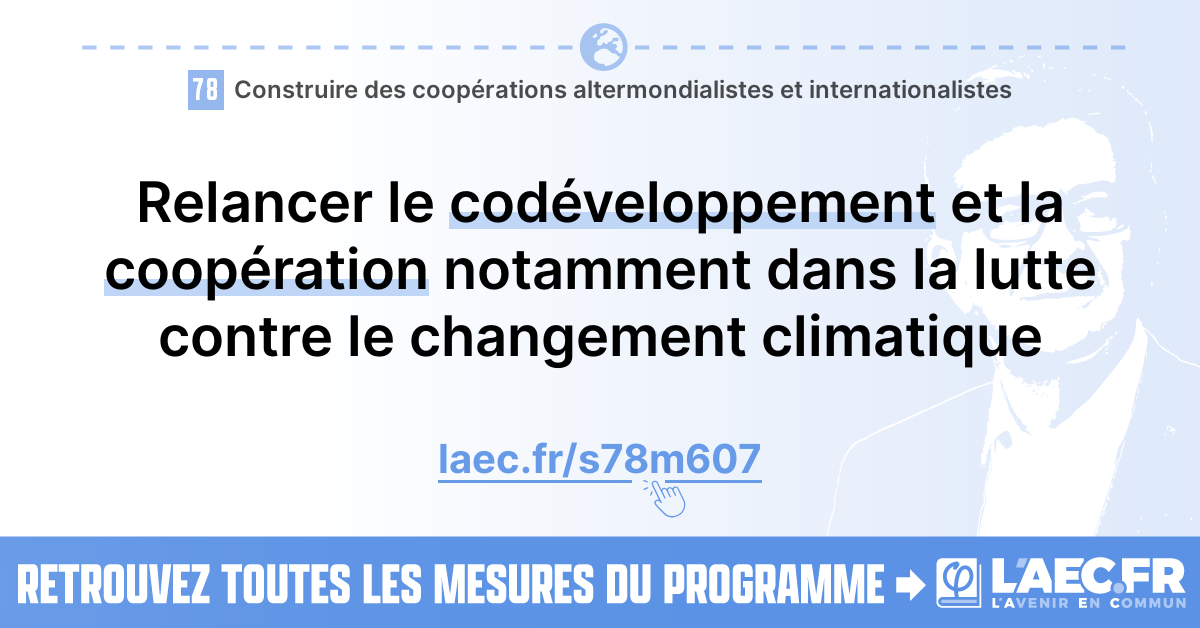 78 Construire des coopérations altermondialistes et internationalistes
Relancer le codéveloppement et la
coopération notamment dans la lutte
contre le changement climatique
laec.fr/s78m607
RETROUVEZ TOUTES LES MESURES DU PROGRAMME
L'AEC.FR
L'AVENIR EN COMMUN